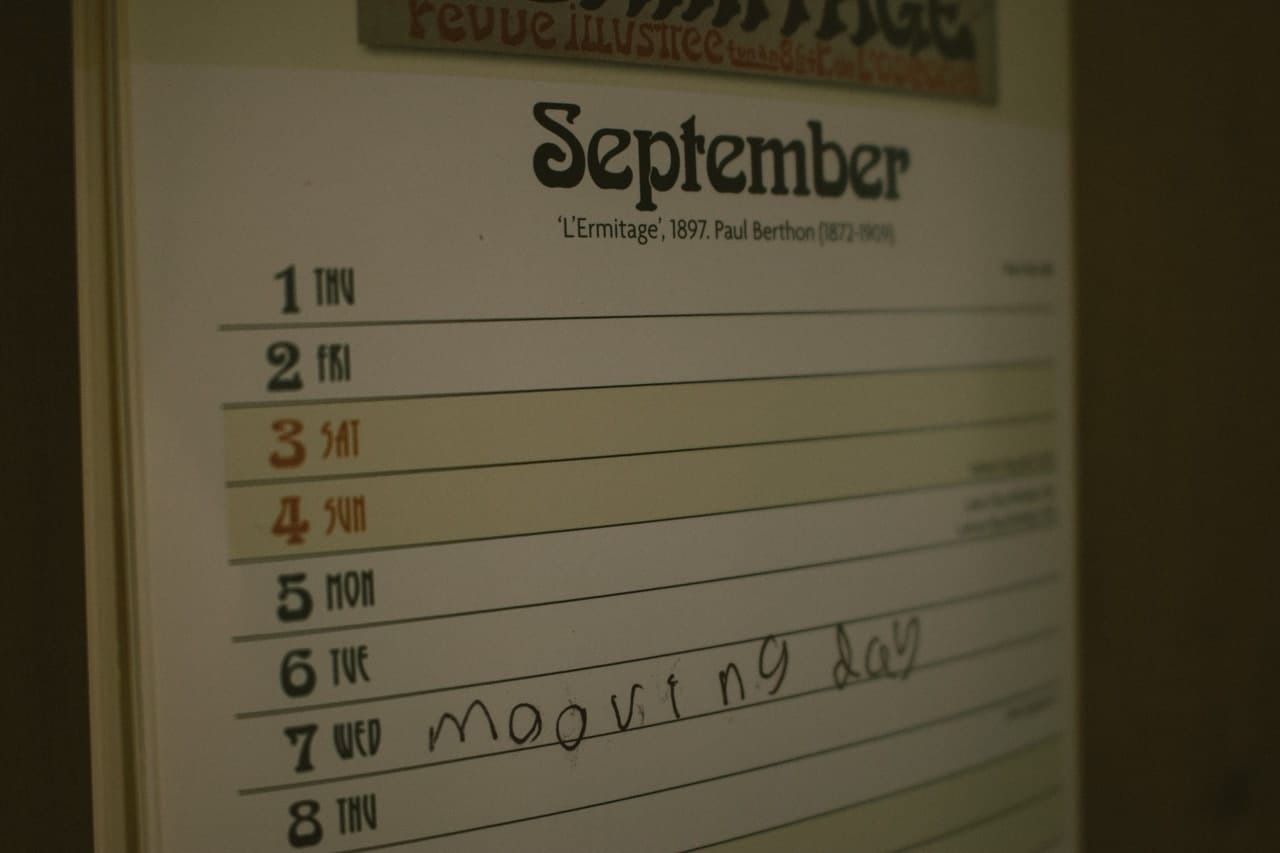 revue illustree
September
'L'Ermitage', 1897. Paul Berthon (1872-1909)
1 THU
2 FRI
3 SAT
4 SUN
5 MON
6 TUE
7 WED mooving day
8 THU